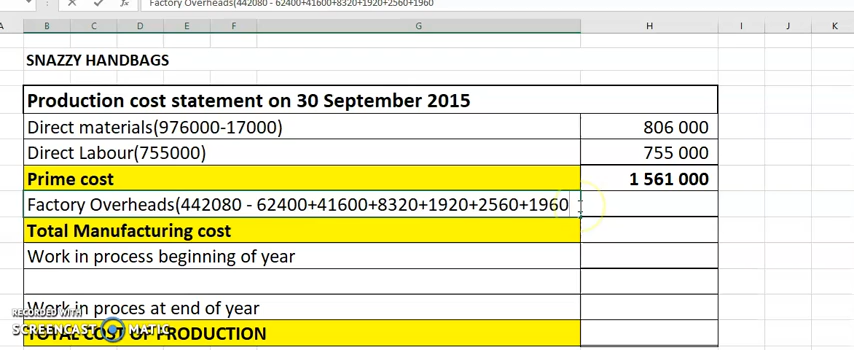 Factory Overheads(442080 - 62400+41600+8320+1920+2560+1960
A B C D E F G H I J K
SNAZZY HANDBAGS
Production cost statement on 30 September 2015
Direct materials(976000-17000) 806 000
Direct Labour(755000) 755 000
Prime cost 1 561 000
Factory Overheads(442080 - 62400+41600+8320+1920+2560+1960
Total Manufacturing cost
Work in process beginning of year
Work in proces at end of year
RECORDED WITH
SCREENCAST MATIC
TOTAL COST OF PRODUCTION